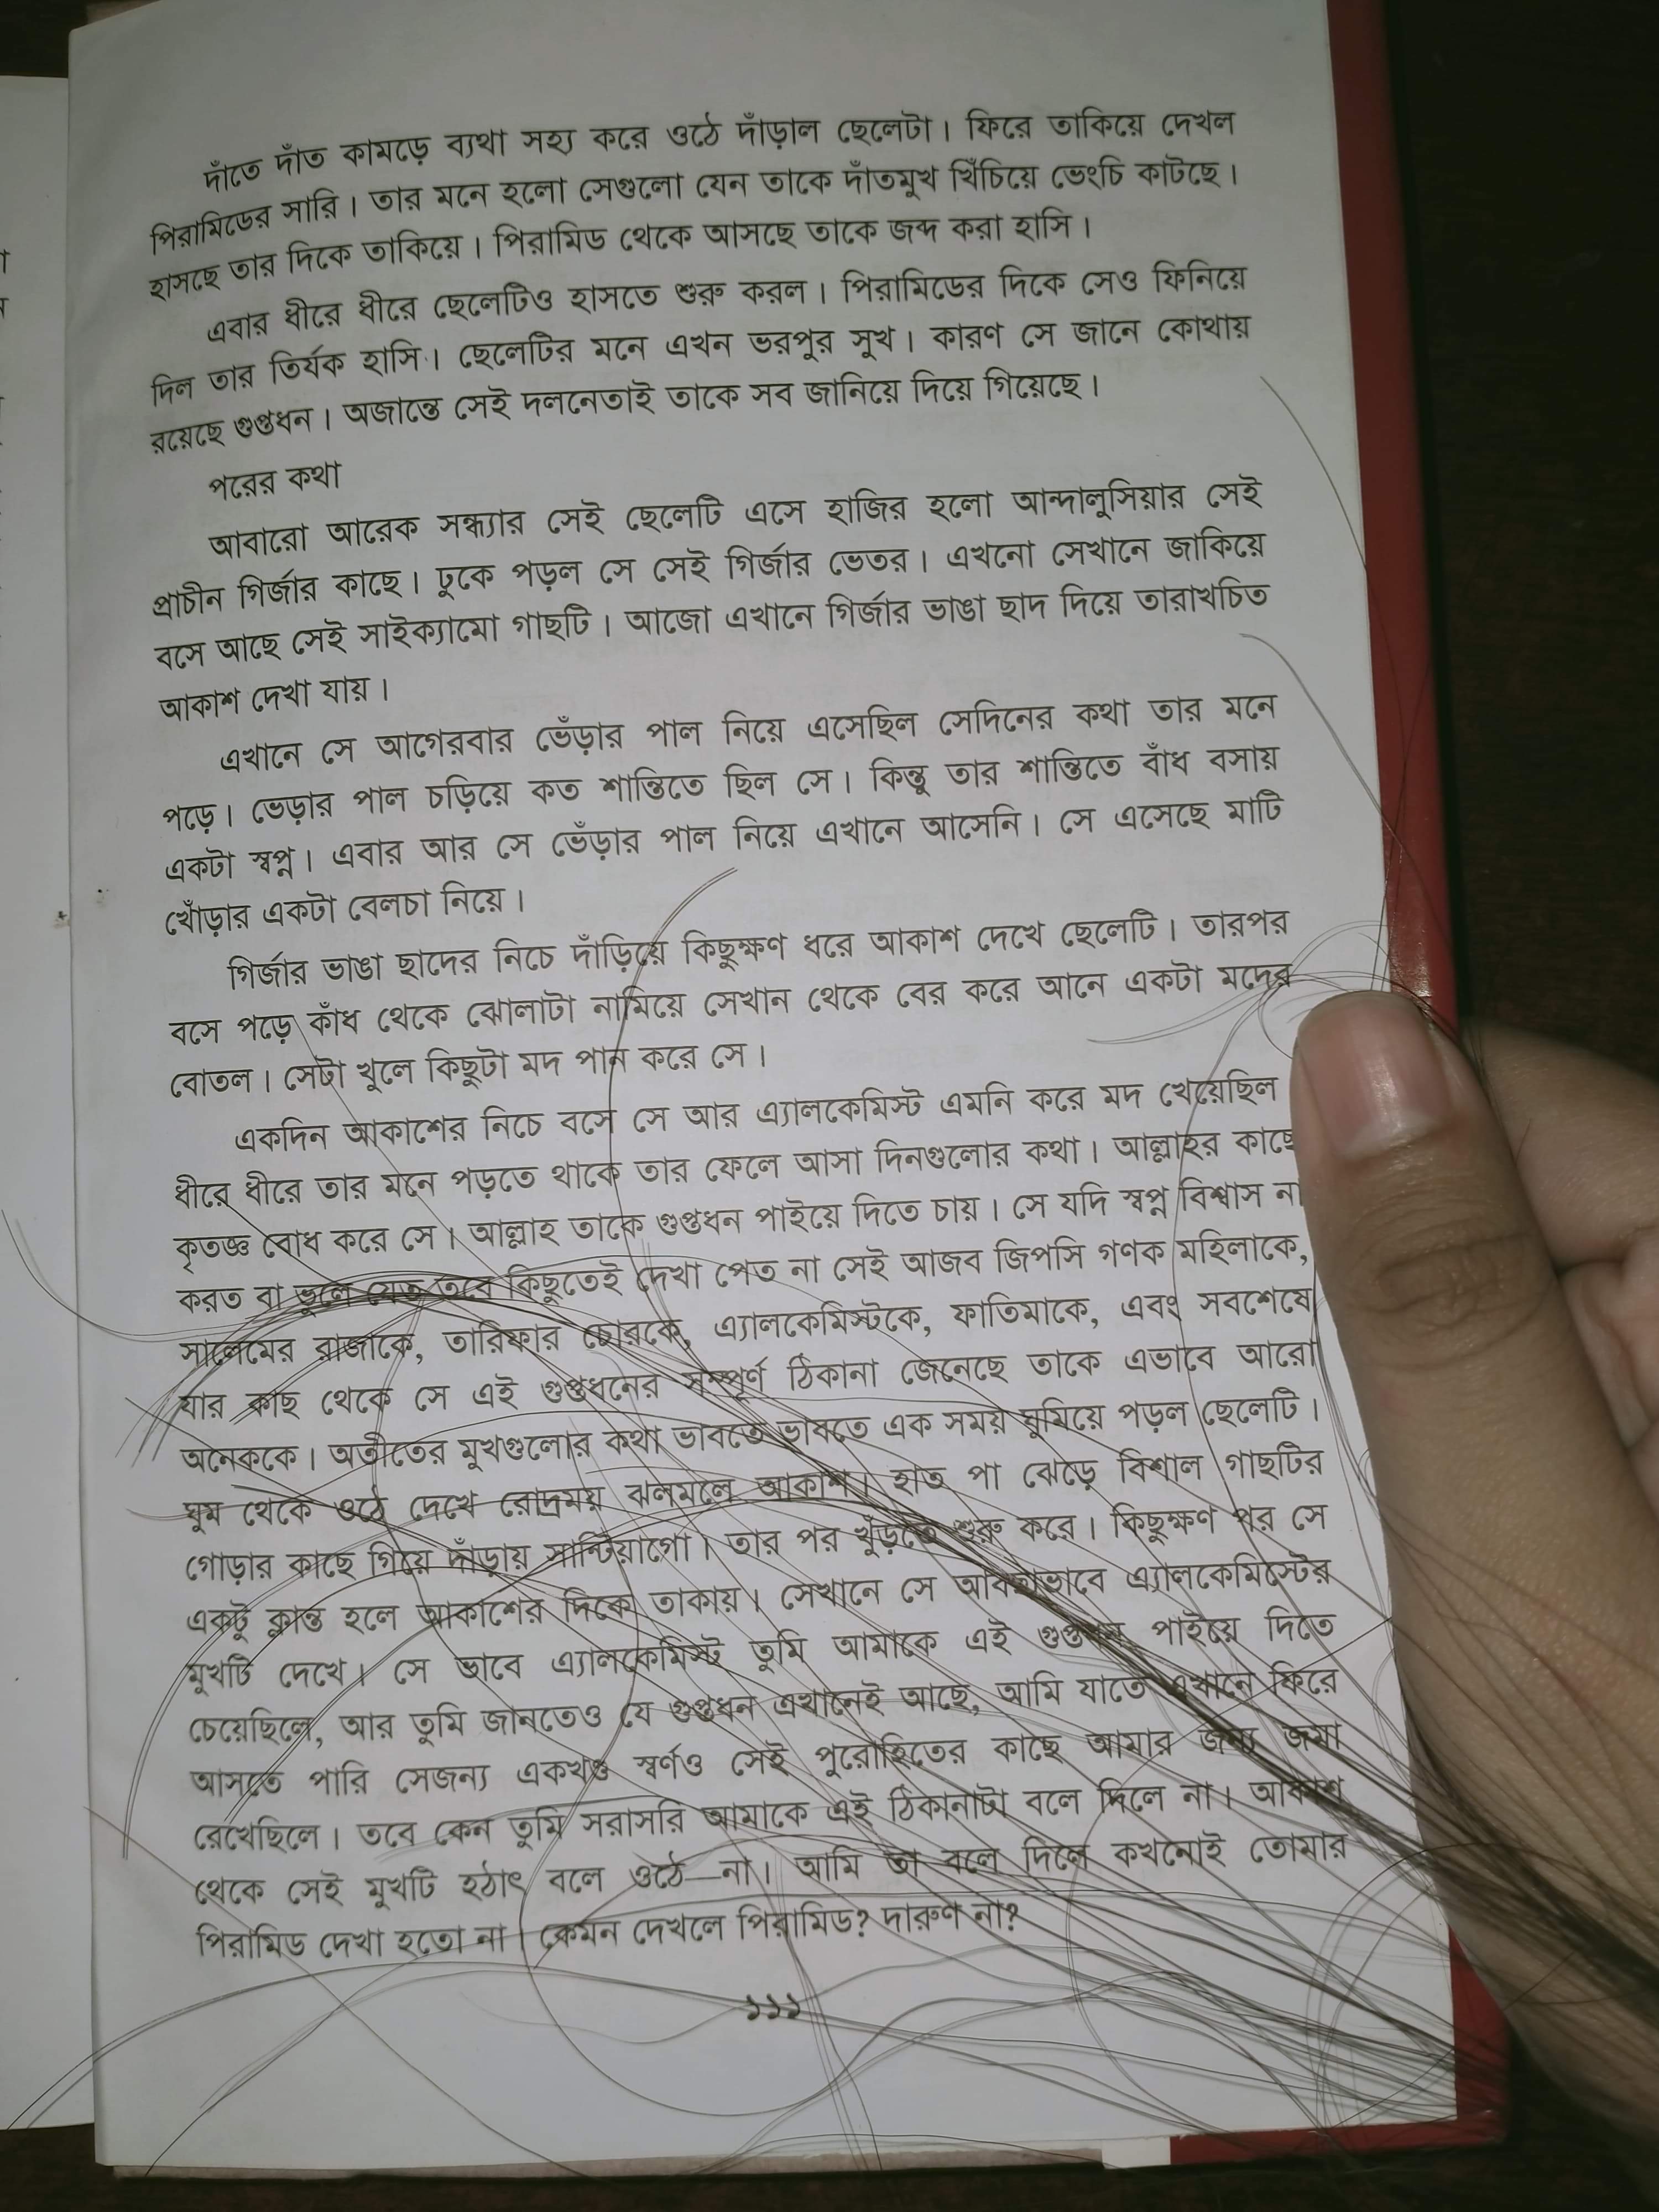 দাঁতে দাঁত কামড়ে ব্যথা সহ্য করে ওঠে দাঁড়াল ছেলেটা। ফিরে তাকিয়ে দেখল
পিরামিডের সারি। তার মনে হলো সেগুলো যেন তাকে দাঁতমুখ খিঁচিয়ে ভেংচি কাটছে।
হাসছে তার দিকে তাকিয়ে। পিরামিড থেকে আসছে তাকে জব্দ করা হাসি।
এবার ধীরে ধীরে ছেলেটিও হাসতে শুরু করল। পিরামিডের দিকে সেও ফিনিয়ে
দিল তার তির্যক হাসি। ছেলেটির মনে এখন ভরপুর সুখ। কারণ সে জানে কোথায়
রয়েছে গুপ্তধন। অজান্তে সেই দলনেতাই তাকে সব জানিয়ে দিয়ে গিয়েছে।
পরের কথা
আবারো আরেক সন্ধ্যার সেই ছেলেটি এসে হাজির হলো আন্দালুসিয়ার সেই
প্রাচীন গির্জার কাছে। ঢুকে পড়ল সে সেই গির্জার ভেতর। এখনো সেখানে জাকিয়ে
বসে আছে সেই সাইক্যামো গাছটি। আজো এখানে গির্জার ভাঙা ছাদ দিয়ে তারাখচিত
আকাশ দেখা যায়।
এখানে সে আগেরবার ভেঁড়ার পাল নিয়ে এসেছিল সেদিনের কথা তার মনে
পড়ে। ভেড়ার পাল চড়িয়ে কত শান্তিতে ছিল সে। কিন্তু তার শান্তিতে বাঁধ বসায়
একটা স্বপ্ন। এবার আর সে ভেঁড়ার পাল নিয়ে এখানে আসেনি। সে এসেছে মাটি
খোঁড়ার একটা বেলচা নিয়ে।
গির্জার ভাঙা ছাদের নিচে দাঁড়িয়ে কিছুক্ষণ ধরে আকাশ দেখে ছেলেটি। তারপর
বসে পড়ে কাঁধ থেকে ঝোলাটা নামিয়ে সেখান থেকে বের করে আনে একটা মদের
বোতল। সেটা খুলে কিছুটা মদ পান করে সে।
একদিন আকাশের নিচে বসে সে আর এ্যালকেমিস্ট এমনি করে মদ খেয়েছিল
ধীরে ধীরে তার মনে পড়তে থাকে তার ফেলে আসা দিনগুলোর কথা। আল্লাহর কাছে
কৃতজ্ঞ বোধ করে সে। আল্লাহ তাকে গুপ্তধন পাইয়ে দিতে চায়। সে যদি স্বপ্ন বিশ্বাস না
করত বা ভুলে যেত তবে কিছুতেই দেখা পেত না সেই আজব জিপসি গণক মহিলাকে,
সালেমের রাজাকে, তারিফার চোরকে, এ্যালকেমিস্টকে, ফাতিমাকে, এবং সবশেষে
যার কাছ থেকে সে এই গুপ্তধনের সম্পূর্ণ ঠিকানা জেনেছে তাকে এভাবে আরো
অনেককে। অতীতের মুখগুলোর কথা ভাবতে ভাবতে এক সময় ঘুমিয়ে পড়ল ছেলেটি।
ঘুম থেকে ওঠে দেখে রোদ্রময় ঝলমলে আকাশ। হাত পা ঝেড়ে বিশাল গাছটির
গোড়ার কাছে গিয়ে দাঁড়ায় সান্টিয়াগো। তার পর খুঁড়তে শুরু করে। কিছুক্ষণ পর সে
একটু ক্লান্ত হলে আকাশের দিকে তাকায়। সেখানে সে এ্যালকেমিস্টের
মুখটি দেখে। সে ভাবে এ্যালকেমিস্ট তুমি আমাকে এই গুপ্তধন পাইয়ে দিতে
চেয়েছিলে, আর তুমি জানতেও যে গুপ্তধন এখানেই আছে, আমি যাতে এখানে ফিরে
আসতে পারি সেজন্য একখণ্ড স্বর্ণও সেই পুরোহিতের কাছে আমার জন্য জমা
রেখেছিলে। তবে কেন তুমি সরাসরি আমাকে এই ঠিকানাটা বলে দিলে না। আকাশ
থেকে সেই মুখটি হঠাৎ বলে ওঠে—না। আমি তা বলে দিলে কখনোই তোমার
পিরামিড দেখা হতো না। কেমন দেখলে পিরামিড? দারুণ না?
১১১